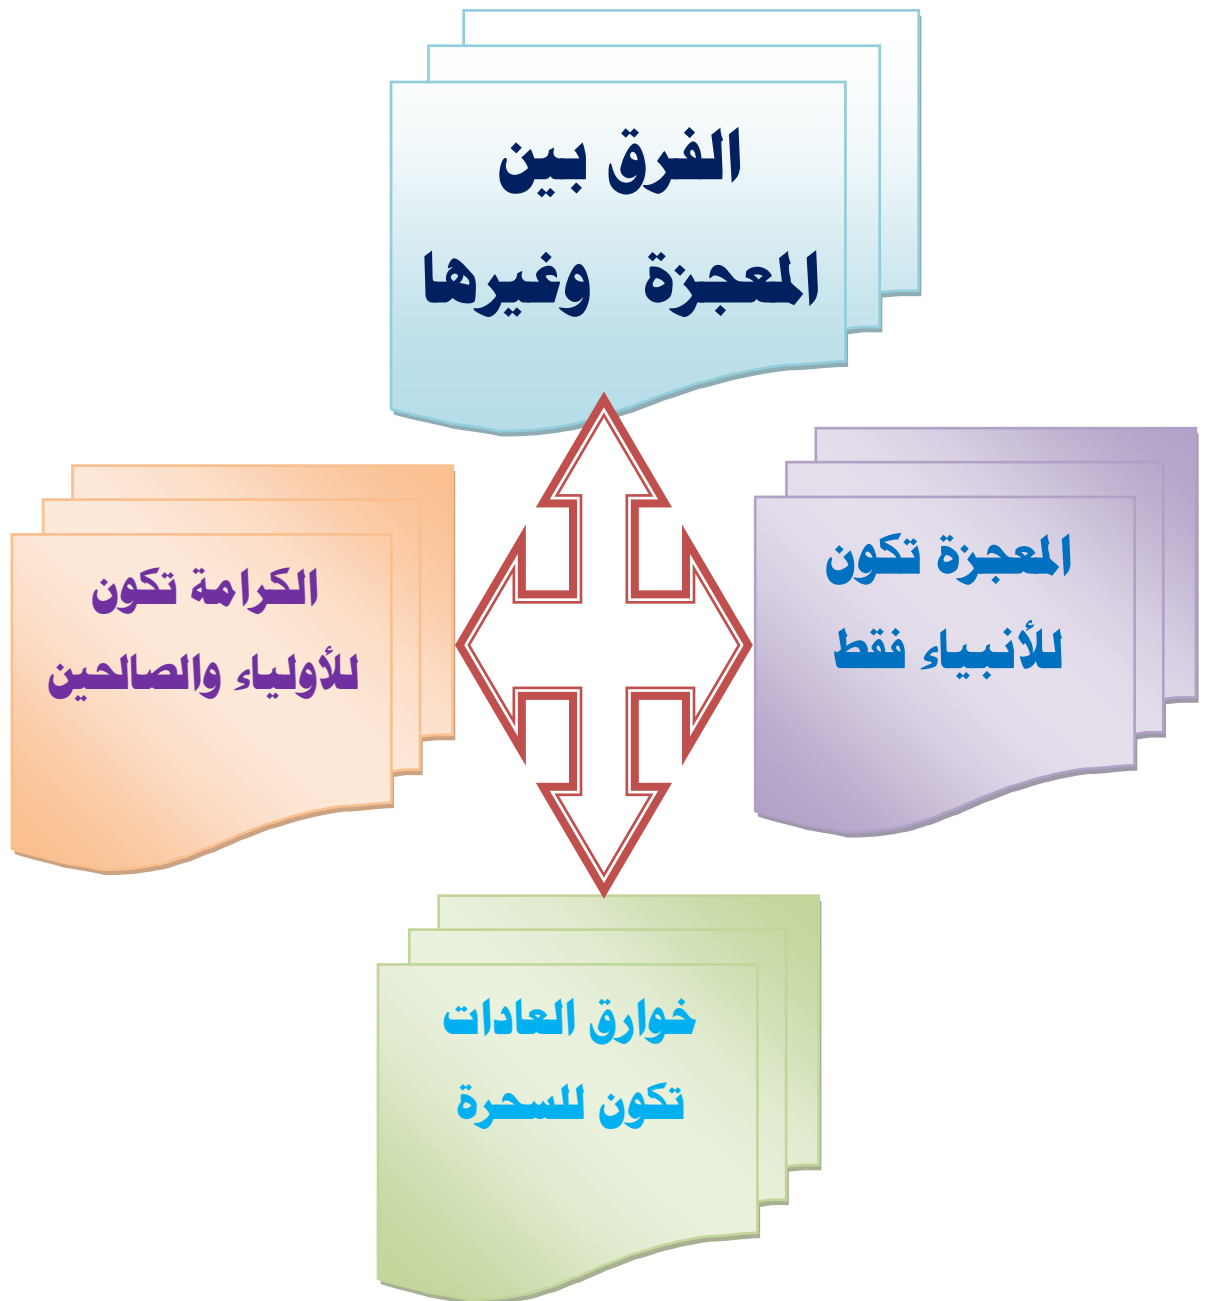 الفرق بين
المعجزة وغيرها
المعجزة تكون
للأنبياء فقط
الكرامة تكون
للأولياء والصالحين
خوارق العادات
تكون للسحرة